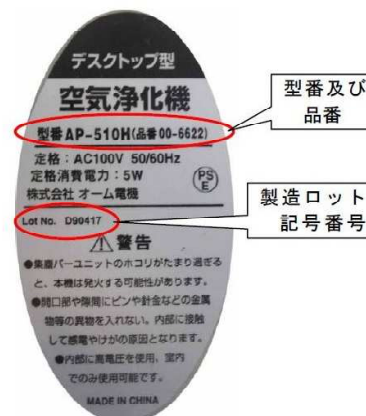 デスクトップ型
空気浄化機
型番AP-510H(品番00-6622)
定格：AC100V 50/60Hz
定格消費電力：5W
株式会社 オーム電機
PS
E
Lot No. D90417
警告
●集塵バーユニットのホコリがたまり過ぎる
と、本機は発火する可能性があります。
●開口部や隙間にピンや針金などの金属
物等の異物を入れない。内部に接触
して感電やけがの原因となります。
●内部に高電圧を使用、室内
でのみ使用可能です。
MADE IN CHINA
型番及び
品番
製造ロット
記号番号